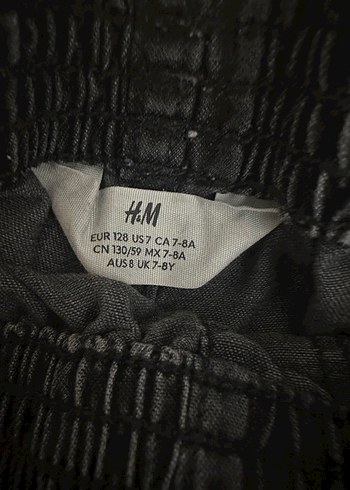 H&M
EUR 128 US 7 CA 7-8A
CN 130/59 MX 7-8A
AUS 8 UK 7-8Y